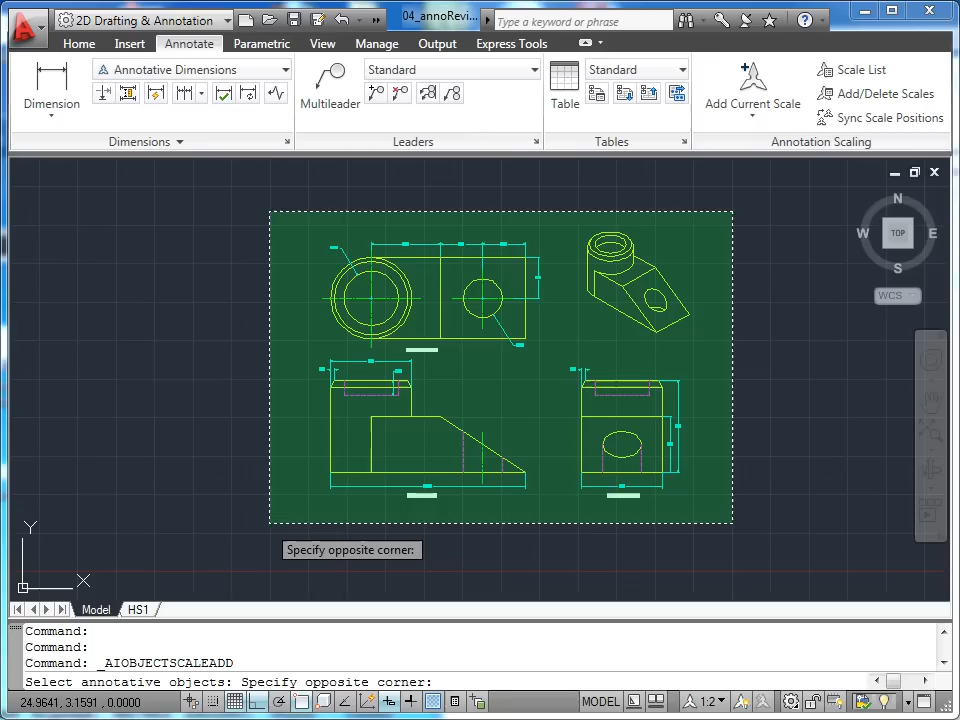 2D Drafting & Annotation
04_annoRevi...
Type a keyword or phrase
Home Insert Annotate Parametric View Manage Output Express Tools
Annotative Dimensions
Standard
Standard
Dimension
Multileader
Table
Add Current Scale
Scale List
Add/Delete Scales
Sync Scale Positions
Dimensions
Leaders
Tables
Annotation Scaling
N
W
TOP
E
S
WCS
Specify opposite corner:
Y
X
Model HS1
Command:
Command:
Command: _AIOBJECTSCALEADD
Select annotative objects: Specify opposite corner:
24.9641, 3.1591, 0.0000
MODEL
1:2